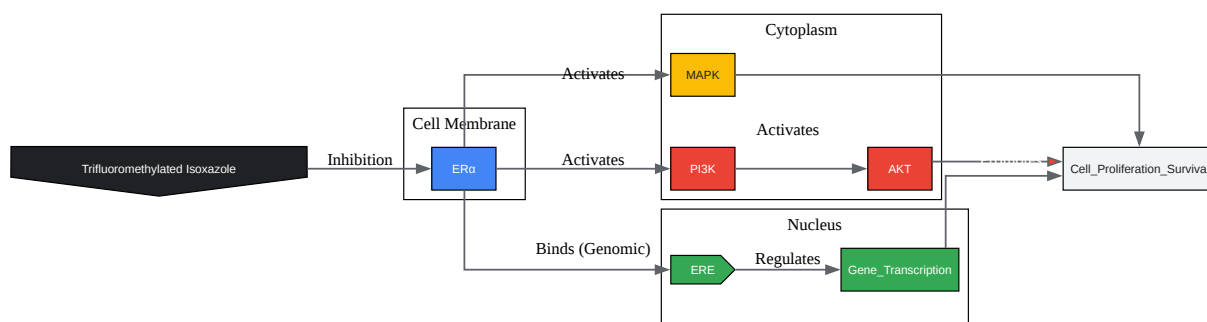 Cytoplasm
Activates
MAPK
Cell Membrane
Activates
Trifluoromethylated Isoxazole
Inhibition
ERα
Activates
PI3K
AKT
Cell_Proliferation_Surviva
Nucleus
Binds (Genomic)
ERE
Regulates
Gene_Transcription